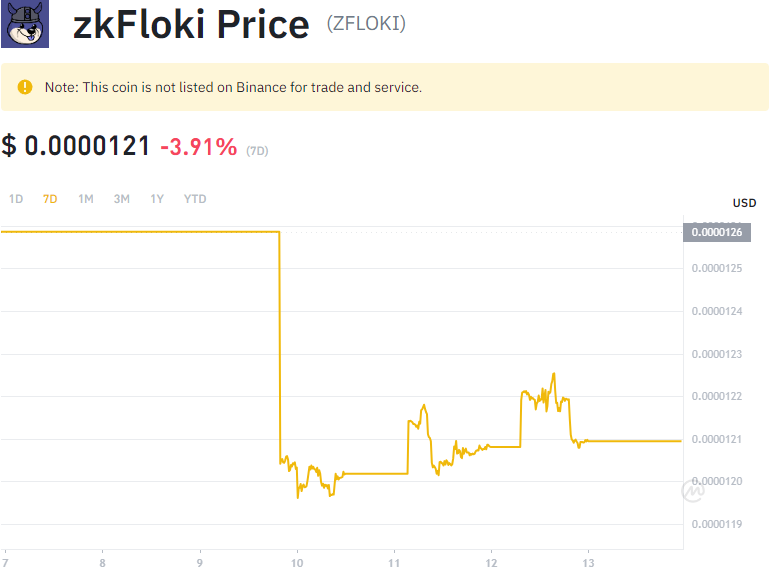 zkFloki Price (ZFLOKI)
Note: This coin is not listed on Binance for trade and service.
$ 0.0000121 -3.91% (7D)
1D 7D 1M 3M 1Y YTD
USD
0.0000126
0.0000125
0.0000124
0.0000123
0.0000122
0.0000121
0.0000120
0.0000119
7 8 9 10 11 12 13